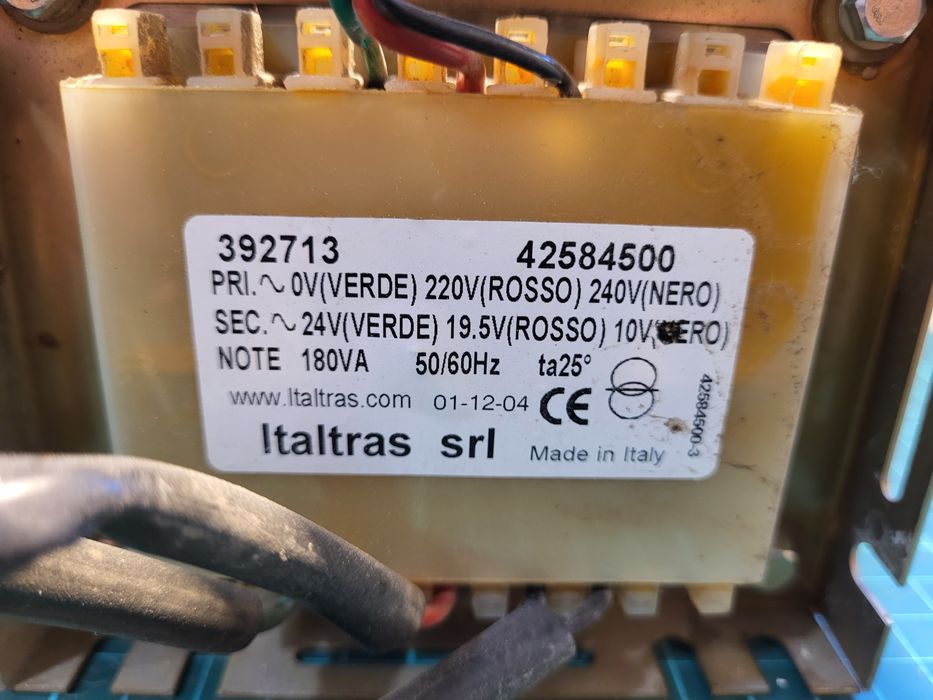 392713 42584500
PRI.~ 0V(VERDE) 220V(ROSSO) 240V(NERO)
SEC.~ 24V(VERDE) 19.5V(ROSSO) 10V(NERO)
NOTE 180VA 50/60Hz ta25°
www.Italtras.com 01-12-04 CE
42584500-3
Italtras srl Made in Italy